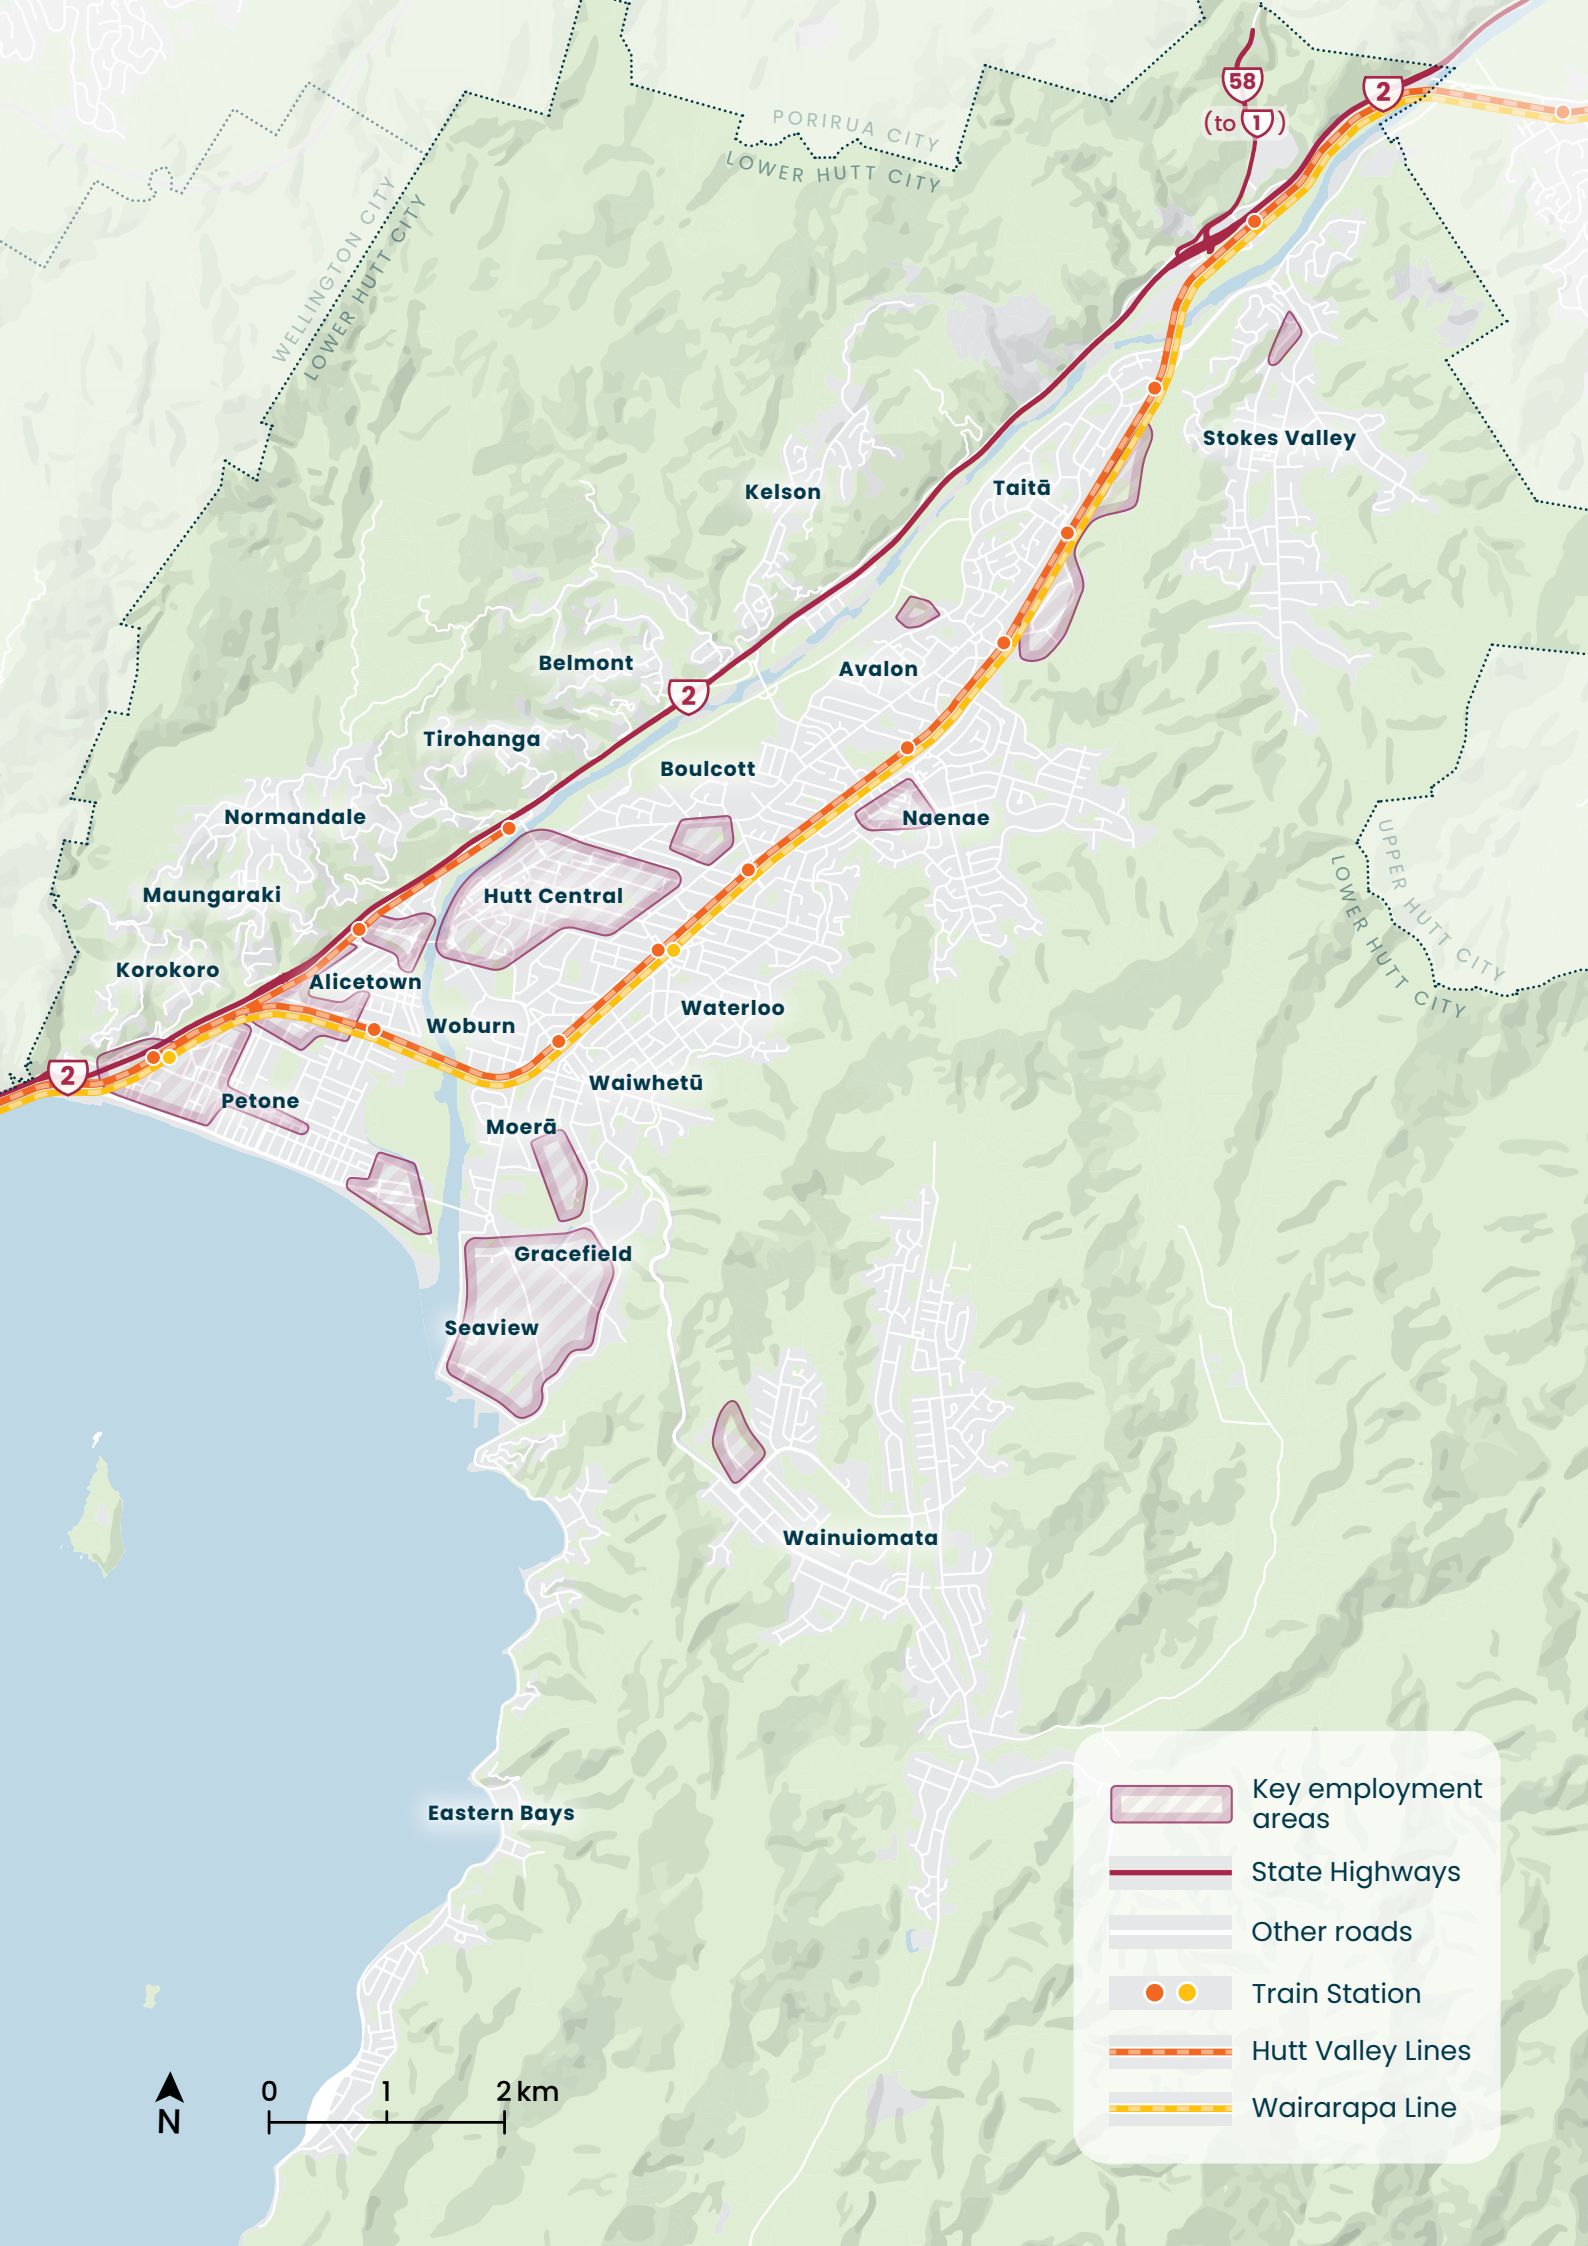 58
2
(to 1)
PORIRUA CITY
LOWER HUTT CITY
WELLINGTON CITY
LOWER HUTT CITY
Stokes Valley
Kelson
Taitā
Belmont
Avalon
2
Tirohanga
Boulcott
Normandale
Naenae
UPPER HUTT CITY
LOWER HUTT CITY
Maungaraki
Hutt Central
Korokoro
Alicetown
Waterloo
Woburn
2
Waiwhetū
Petone
Moerā
Gracefield
Seaview
Wainuiomata
Eastern Bays
Key employment
areas
State Highways
Other roads
Train Station
Hutt Valley Lines
Wairarapa Line
0 1 2 km
N